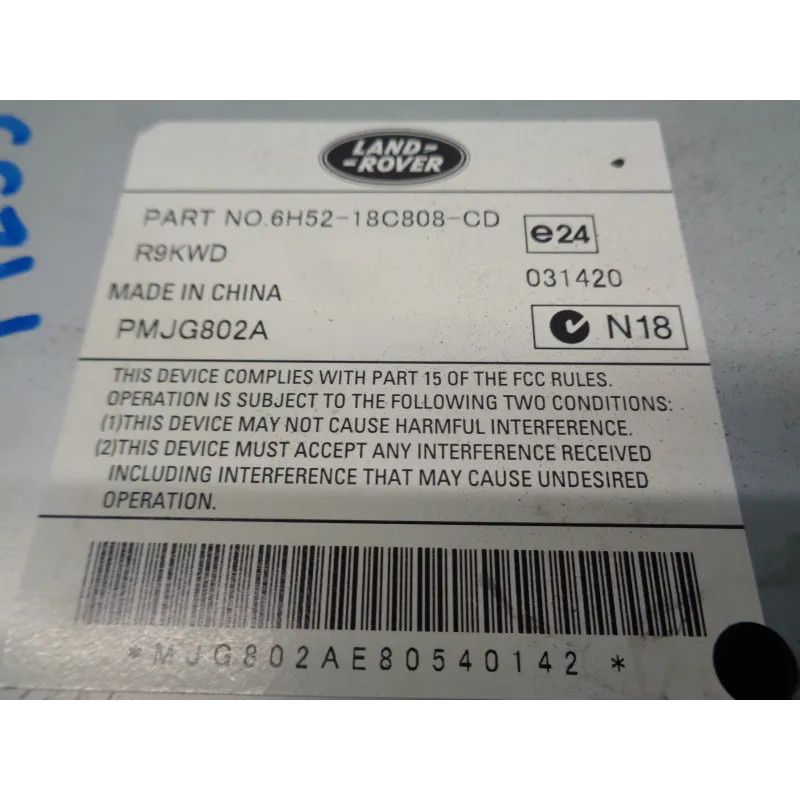 LAND-
-ROVER
PART NO.6H52-18C808-CD
e24
R9KWD
031420
MADE IN CHINA
PMJG802A
N18
THIS DEVICE COMPLIES WITH PART 15 OF THE FCC RULES.
OPERATION IS SUBJECT TO THE FOLLOWING TWO CONDITIONS:
(1)THIS DEVICE MAY NOT CAUSE HARMFUL INTERFERENCE.
(2)THIS DEVICE MUST ACCEPT ANY INTERFERENCE RECEIVED
INCLUDING INTERFERENCE THAT MAY CAUSE UNDESIRED
OPERATION.
*MJG802AE80540142*